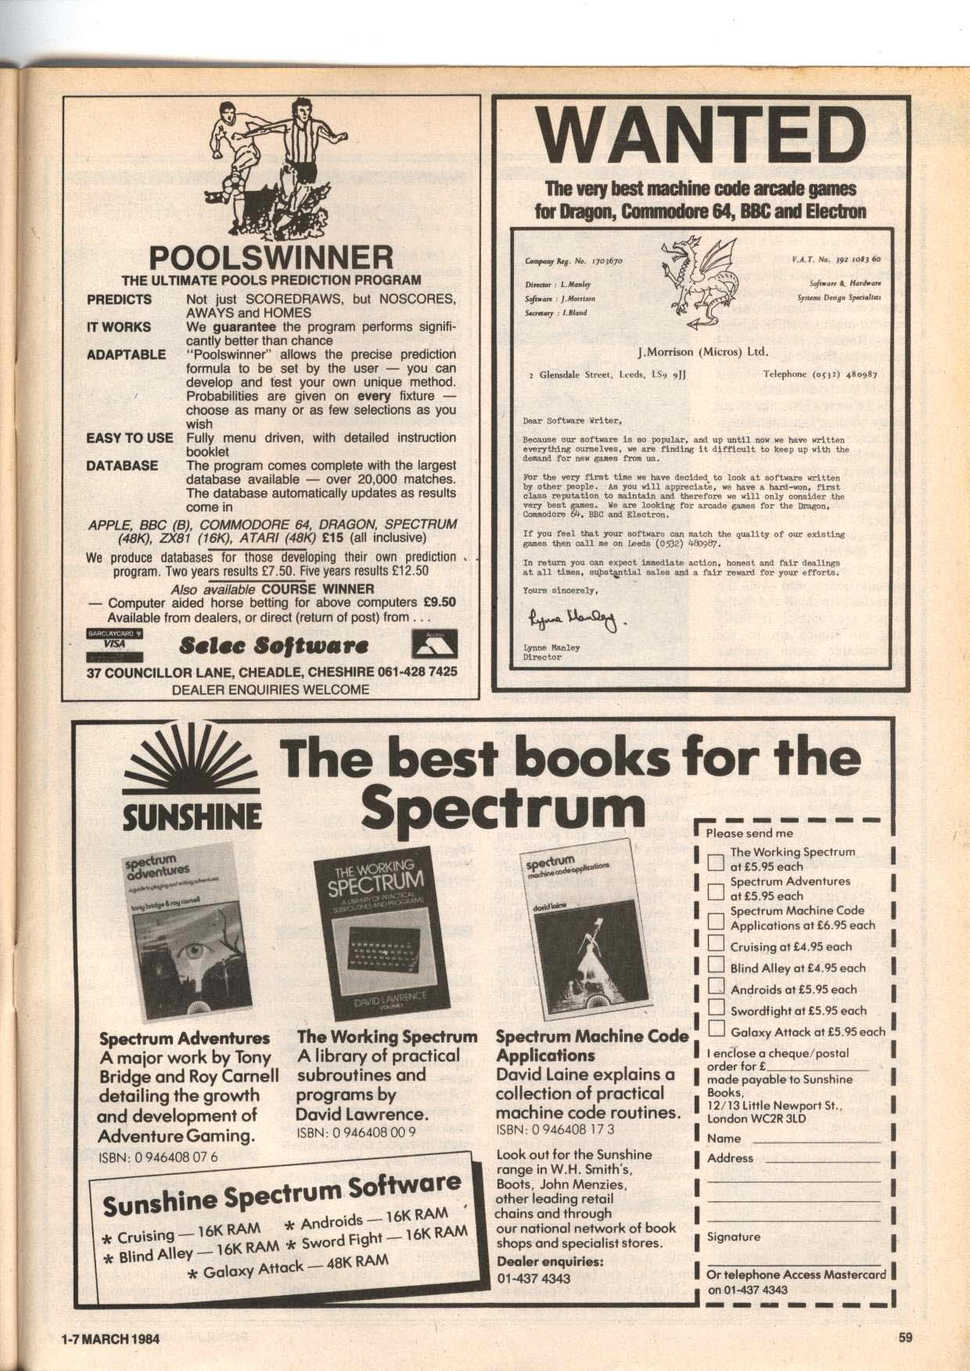 POOLSWINNER
THE ULTIMATE POOLS PREDICTION PROGRAM
PREDICTS Not just SCOREDRAWS, but NOSCORES,
AWAYS and HOMES
IT WORKS We guarantee the program performs signifi-
cantly better than chance
ADAPTABLE "Poolswinner" allows the precise prediction
formula to be set by the user — you can
develop and test your own unique method.
Probabilities are given on every fixture —
choose as many or as few selections as you
wish
EASY TO USE Fully menu driven, with detailed instruction
booklet
DATABASE The program comes complete with the largest
database available — over 20,000 matches.
The database automatically updates as results
come in
APPLE, BBC (B), COMMODORE 64, DRAGON, SPECTRUM
(48K), ZX81 (16K), ATARI (48K) £15 (all inclusive)
We produce databases for those developing their own prediction
program. Two years results £7.50. Five years results £12.50
Also available COURSE WINNER
— Computer aided horse betting for above computers £9.50
Available from dealers, or direct (return of post) from . . .
BARCLAYCARD
VISA
Selec Software
37 COUNCILLOR LANE, CHEADLE, CHESHIRE 061-428 7425
DEALER ENQUIRIES WELCOME
WANTED
The very best machine code arcade games
for Dragon, Commodore 64, BBC and Electron
Company Reg. No. 1703670
V.A.T. No. 392 1083 60
Director : L.Manley
Software : J.Morrison
Secretary : I.Bland
Software & Hardware
Systems Design Specialists
J.Morrison (Micros) Ltd.
2 Glensdale Street, Leeds, LS9 9JJ
Telephone (0532) 480987
Dear Software Writer,
Because our software is so popular, and up until now we have written
everything ourselves, we are finding it difficult to keep up with the
demand for new games from us.
For the very first time we have decided to look at software written
by other people. As you will appreciate, we have a hard-won, first
class reputation to maintain and therefore we will only consider the
very best games. We are looking for arcade games for the Dragon,
Commodore 64, BBC and Electron.
If you feel that your software can match the quality of our existing
games then call me on Leeds (0532) 480987.
In return you can expect immediate action, honest and fair dealings
at all times, substantial sales and a fair reward for your efforts.
Yours sincerely,
Lynne Manley.
Lynne Manley
Director
SUNSHINE
The best books for the
Spectrum
spectrum
adventures
a guide to playing and writing adventures
tony bridge & roy carnell
THE WORKING
SPECTRUM
A LIBRARY OF PRACTICAL
SUBROUTINES AND PROGRAMS
DAVID LAWRENCE
spectrum
machine code applications
david laine
Spectrum Adventures
A major work by Tony
Bridge and Roy Carnell
detailing the growth
and development of
Adventure Gaming.
ISBN: 0 946408 07 6
The Working Spectrum
A library of practical
subroutines and
programs by
David Lawrence.
ISBN: 0 946408 00 9
Spectrum Machine Code
Applications
David Laine explains a
collection of practical
machine code routines.
ISBN: 0 946408 17 3
Look out for the Sunshine
range in W.H. Smith's,
Boots, John Menzies,
other leading retail
chains and through
our national network of book
shops and specialist stores.
Dealer enquiries:
01-437 4343
Sunshine Spectrum Software
* Cruising — 16K RAM * Androids — 16K RAM
* Blind Alley — 16K RAM * Sword Fight — 16K RAM
* Galaxy Attack — 48K RAM
Please send me
The Working Spectrum
at £5.95 each
Spectrum Adventures
at £5.95 each
Spectrum Machine Code
Applications at £6.95 each
Cruising at £4.95 each
Blind Alley at £4.95 each
Androids at £5.95 each
Swordfight at £5.95 each
Galaxy Attack at £5.95 each
I enclose a cheque/postal
order for £
made payable to Sunshine
Books,
12/13 Little Newport St.,
London WC2R 3LD
Name
Address
Signature
Or telephone Access Mastercard
on 01-437 4343
1-7 MARCH 1984
59